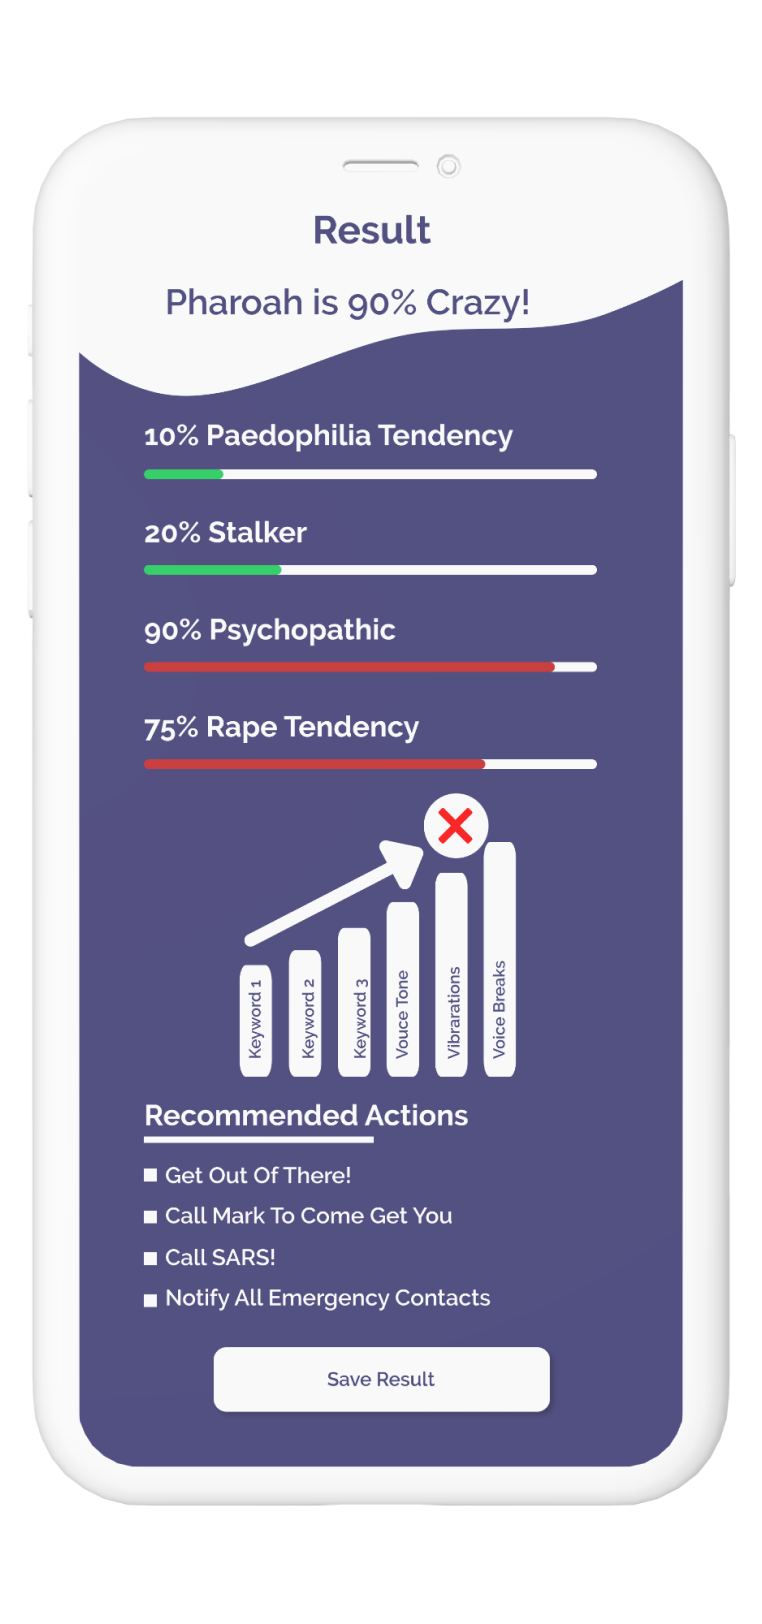 Result
Pharoah is 90% Crazy!
10% Paedophilia Tendency
20% Stalker
90% Psychopathic
75% Rape Tendency
Keyword 1
Keyword 2
Keyword 3
Vouce Tone
Vibrarations
Voice Breaks
Recommended Actions
Get Out Of There!
Call Mark To Come Get You
Call SARS!
Notify All Emergency Contacts
Save Result